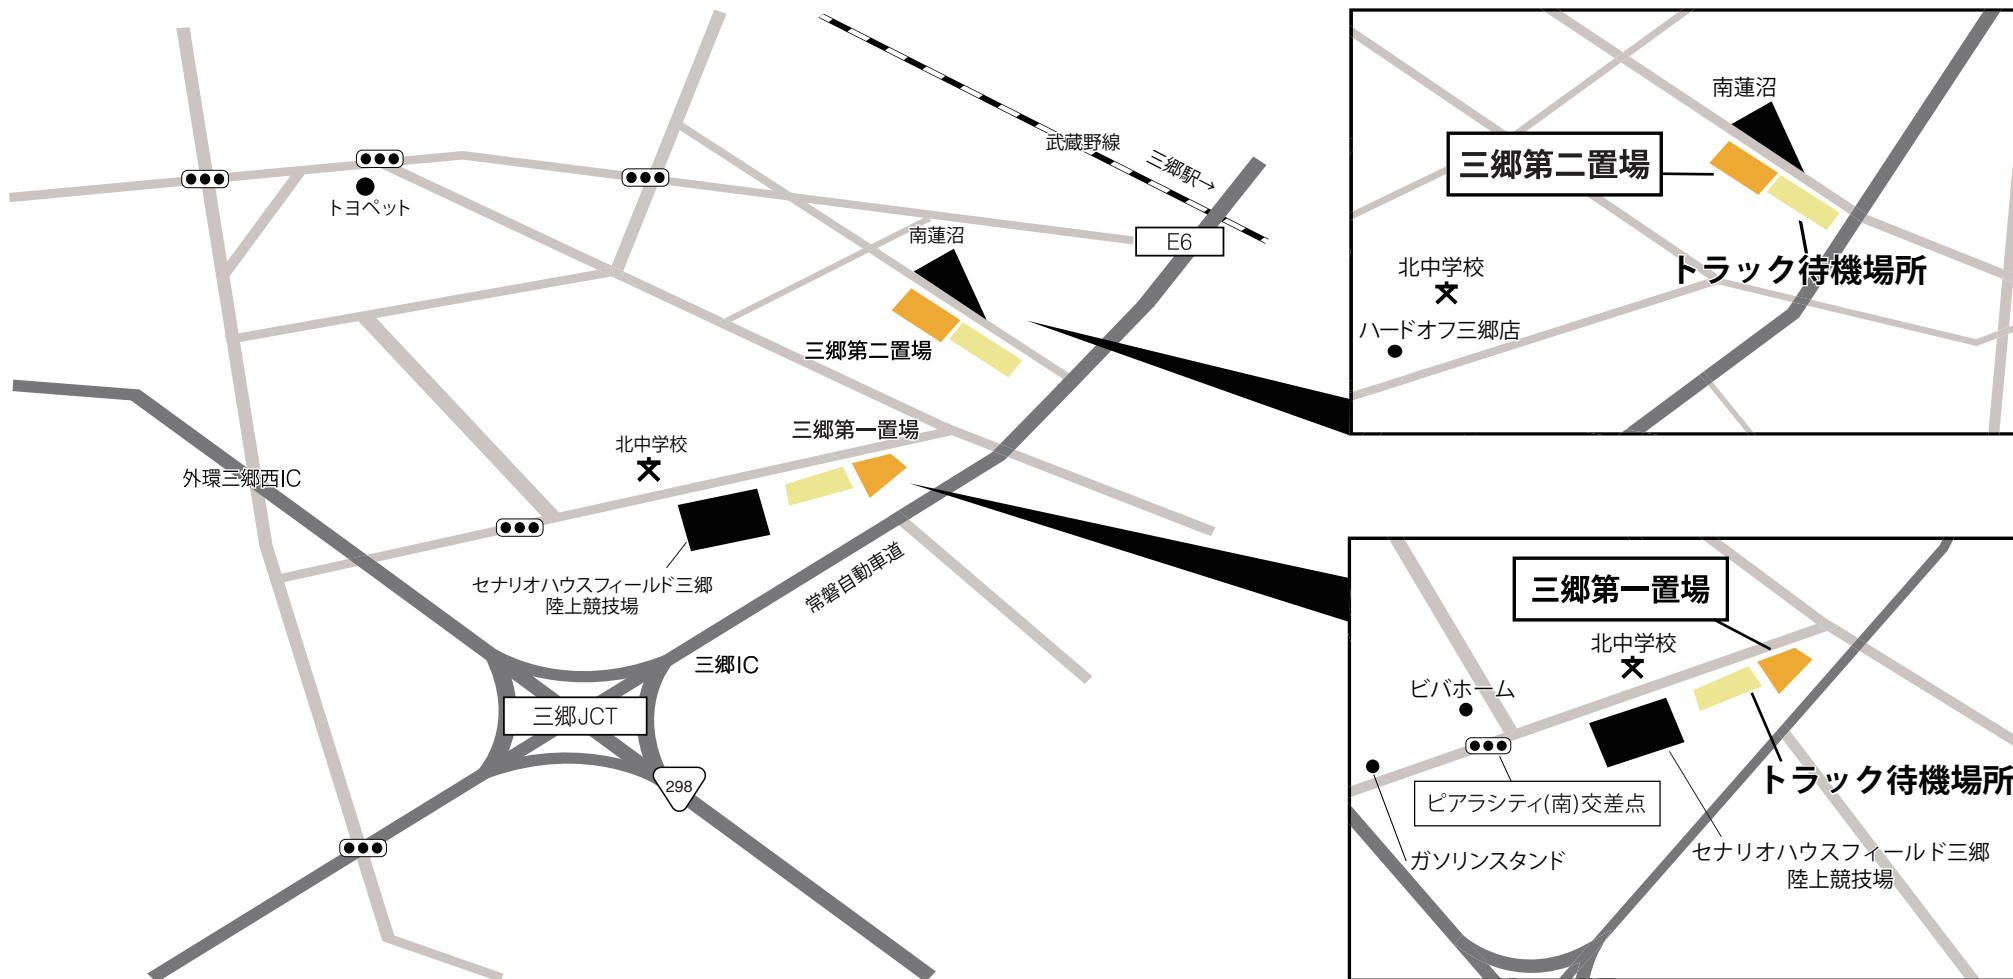 武蔵野線
三郷駅→
E6
トヨペット
南蓮沼
三郷第二置場
三郷第一置場
北中学校
外環三郷西IC
セナリオハウスフィールド三郷
陸上競技場
常磐自動車道
三郷IC
三郷JCT
298
南蓮沼
三郷第二置場
トラック待機場所
北中学校
ハードオフ三郷店
三郷第一置場
北中学校
ビバホーム
トラック待機場所
ピアラシティ(南)交差点
ガソリンスタンド
セナリオハウスフィールド三郷
陸上競技場